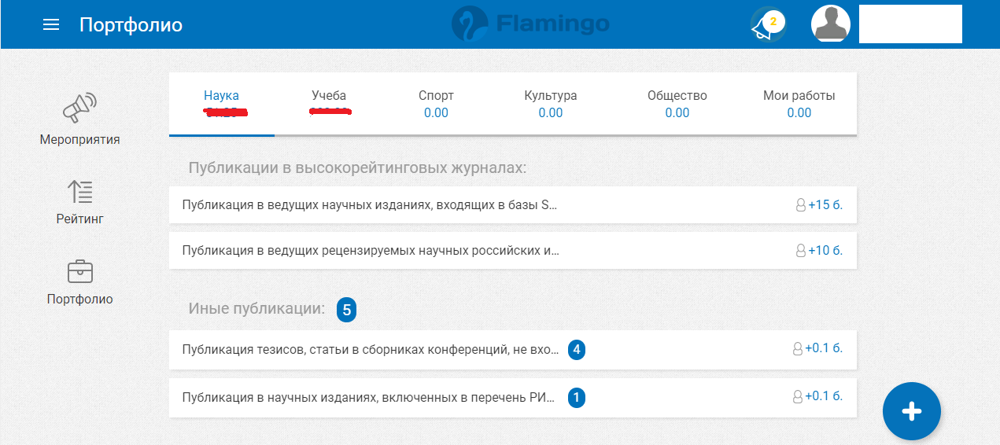 Портфолио
Flamingo
2
Мероприятия
Рейтинг
Портфолио
Наука
Учеба
Спорт
0.00
Культура
0.00
Общество
0.00
Мои работы
0.00
Публикации в высокорейтинговых журналах:
Публикация в ведущих научных изданиях, входящих в базы S... +15 б.
Публикация в ведущих рецензируемых научных российских и... +10 б.
Иные публикации: 5
Публикация тезисов, статьи в сборниках конференций, не вхо... 4 +0.1 б.
Публикация в научных изданиях, включенных в перечень РИ... 1 +0.1 б.